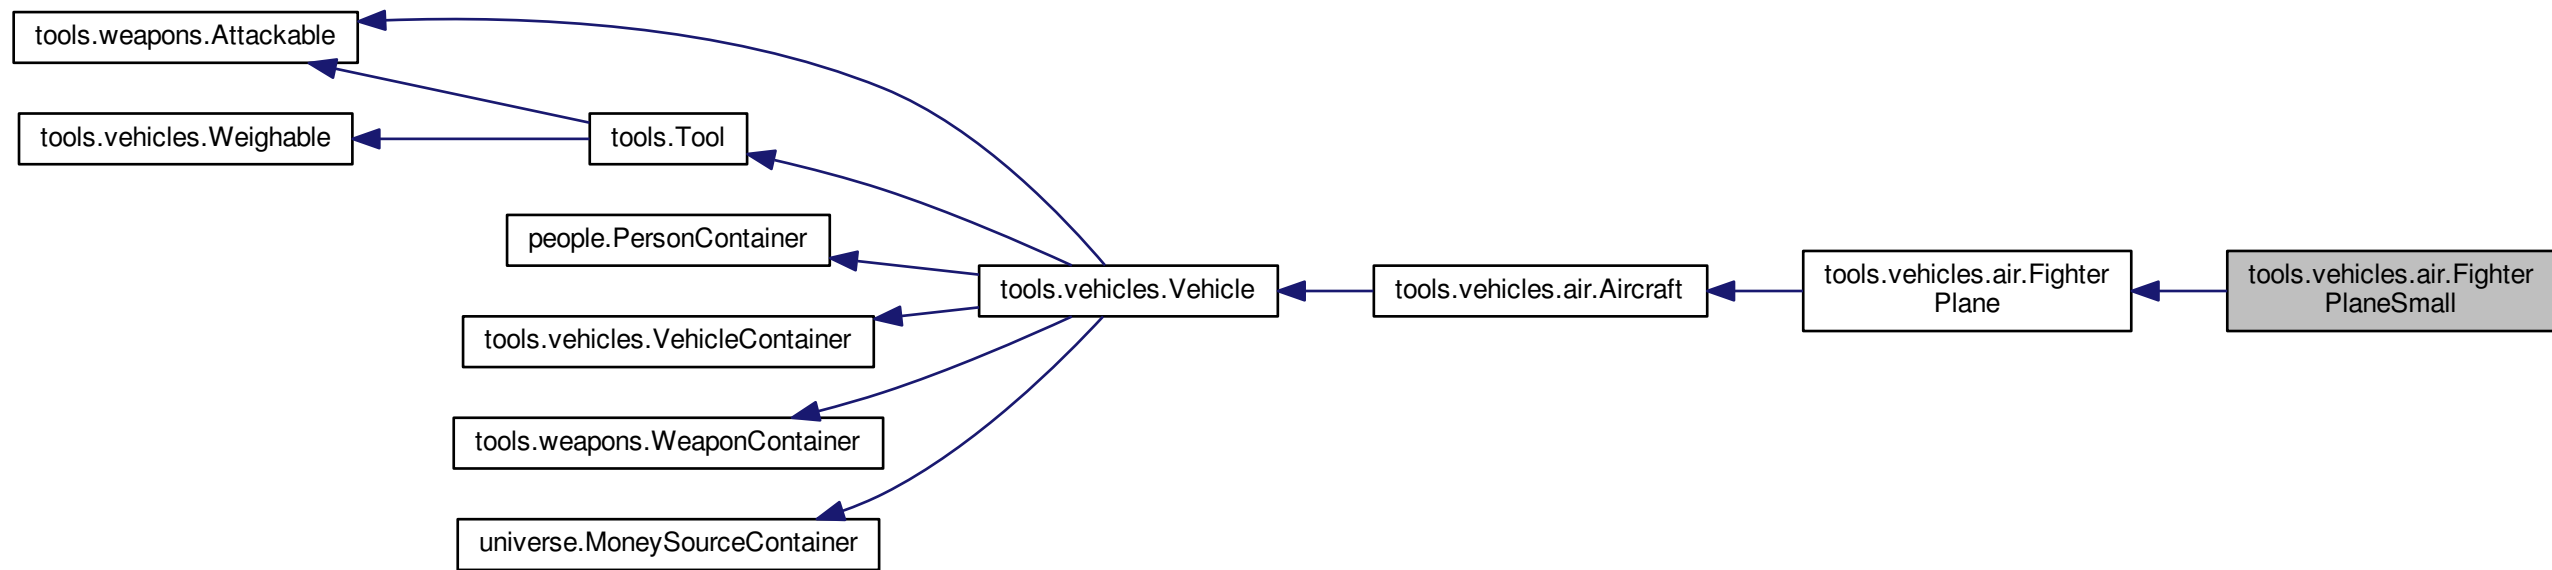 tools.weapons.Attackable
tools.vehicles.Weighable
tools.Tool
people.PersonContainer
tools.vehicles.VehicleContainer
tools.weapons.WeaponContainer
universe.MoneySourceContainer
tools.vehicles.Vehicle
tools.vehicles.air.Aircraft
tools.vehicles.air.Fighter
Plane
tools.vehicles.air.Fighter
PlaneSmall